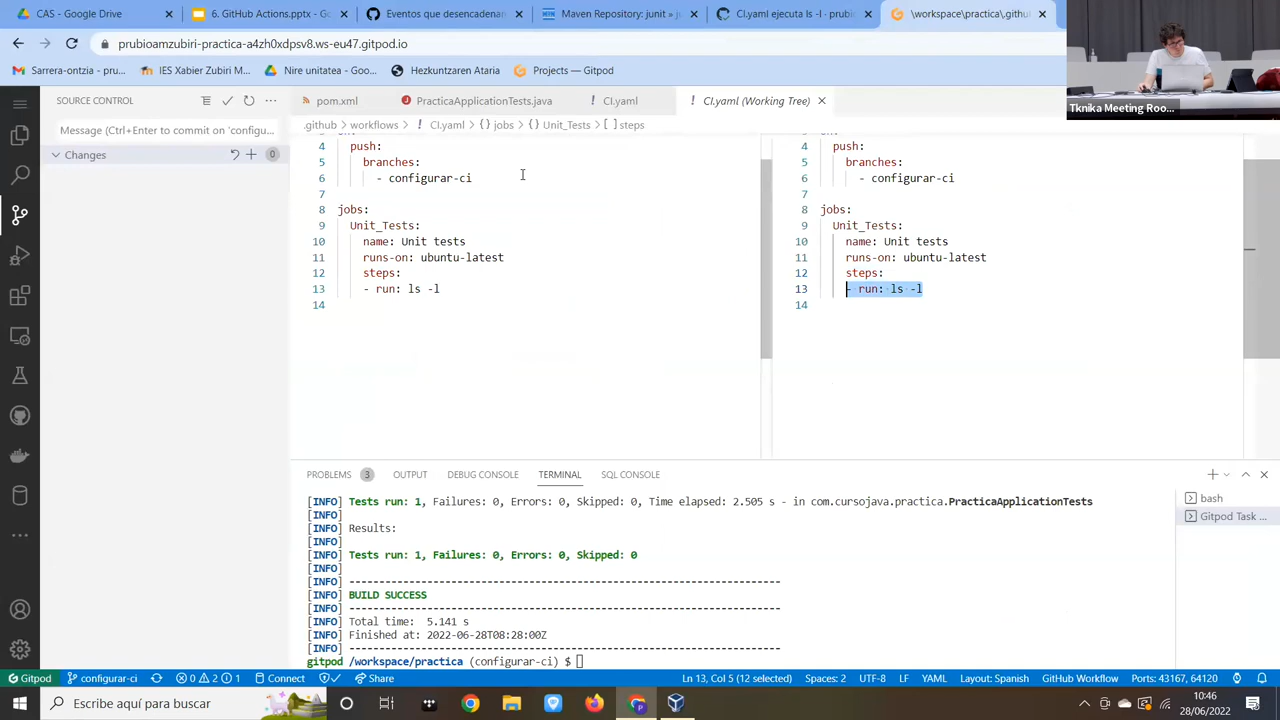 CAS - GitHub Actions.pptx - P
Cursos/02.Contenidos/practic
Maven Repository: junit » ju
CI.yaml ejecuta ls -l · prubio
\workspace\practica\.githu
prubioamzubiri-practica-a4zh0xdpsv8.ws-eu47.gitpod.io
Sarrera-ontzia - pru...
IES Xabier Zubiri M...
Nire unitatea - Goo...
Hezkuntzaren Ataria
Projects — Gitpod
Tknika Meeting Roo...
SOURCE CONTROL
pom.xml
PracticaApplicationTests.java
CI.yaml
CI.yaml (Working Tree)
Message (Ctrl+Enter to commit on 'configu...
.github > workflows > CI.yaml > {} jobs > {} Unit_Tests > [ ] steps
Changes
0
4 push:
5 branches:
6 - configurar-ci
7
8 jobs:
9 Unit_Tests:
10 name: Unit tests
11 runs-on: ubuntu-latest
12 steps:
13 - run: ls -l
14
4 push:
5 branches:
6 - configurar-ci
7
8 jobs:
9 Unit_Tests:
10 name: Unit tests
11 runs-on: ubuntu-latest
12 steps:
13 - run: ls -l
14
PROBLEMS 3 OUTPUT DEBUG CONSOLE TERMINAL SQL CONSOLE
bash
Gitpod Task ...
[INFO] Tests run: 1, Failures: 0, Errors: 0, Skipped: 0, Time elapsed: 2.505 s - in com.cursojava.practica.PracticaApplicationTests
[INFO]
[INFO] Results:
[INFO]
[INFO] Tests run: 1, Failures: 0, Errors: 0, Skipped: 0
[INFO]
[INFO] ------------------------------------------------------------------------
[INFO] BUILD SUCCESS
[INFO] ------------------------------------------------------------------------
[INFO] Total time: 5.141 s
[INFO] Finished at: 2022-06-28T08:28:00Z
[INFO] ------------------------------------------------------------------------
gitpod /workspace/practica (configurar-ci) $
Gitpod configurar-ci 0 2 1 Connect Share Ln 13, Col 5 (12 selected) Spaces: 2 UTF-8 LF YAML Layout: Spanish GitHub Workflow Ports: 43167, 64120
Escribe aquí para buscar
10:46
28/06/2022